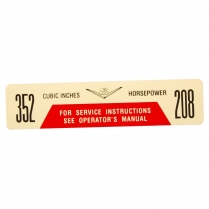 352 CUBIC INCHES HORSEPOWER 208
FOR SERVICE INSTRUCTIONS
SEE OPERATOR'S MANUAL